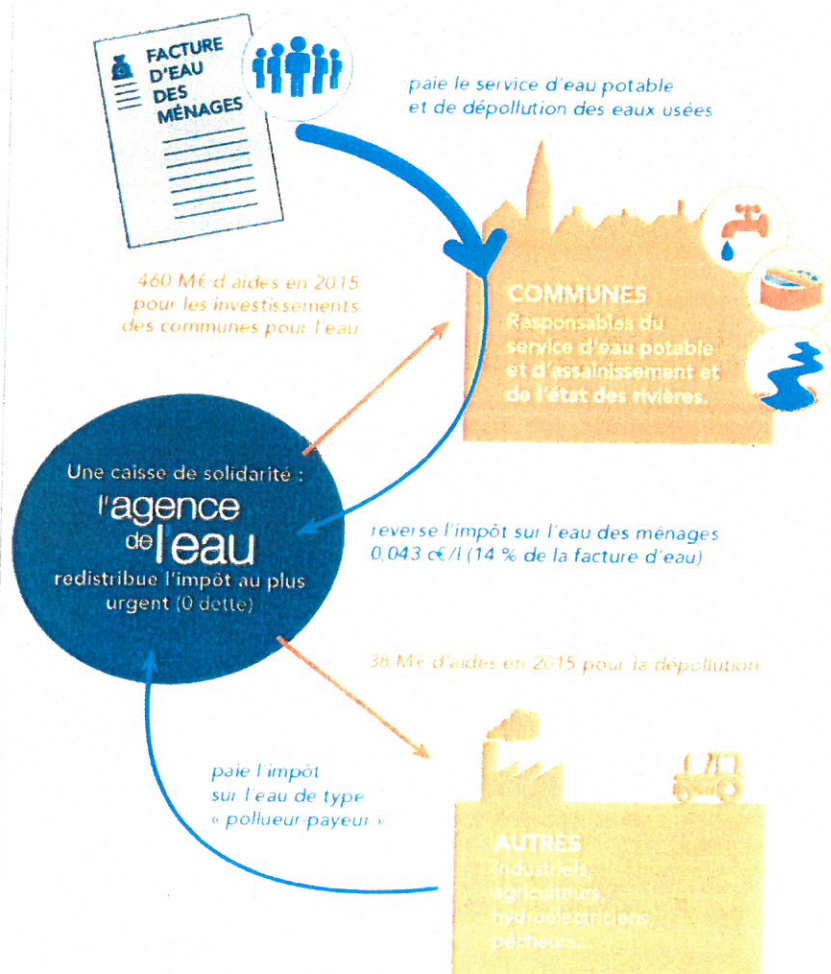 FACTURE
D'EAU
DES
MÉNAGES
paie le service d'eau potable
et de dépollution des eaux usées
460 M€ d'aides en 2015
pour les investissements
des communes pour l'eau
COMMUNES
Responsables du
service d'eau potable
et d'assainissement et
de l'état des rivières.
Une caisse de solidarité :
l'agence
de l'eau
redistribue l'impôt au plus
urgent (0 dette)
reverse l'impôt sur l'eau des ménages
0,043 c€/l (14 % de la facture d'eau)
38 M€ d'aides en 2015 pour la dépollution
paie l'impôt
sur l'eau de type
« pollueur-payeur »
AUTRES
Industriels,
agriculteurs,
hydroélectriciens,
pêcheurs...